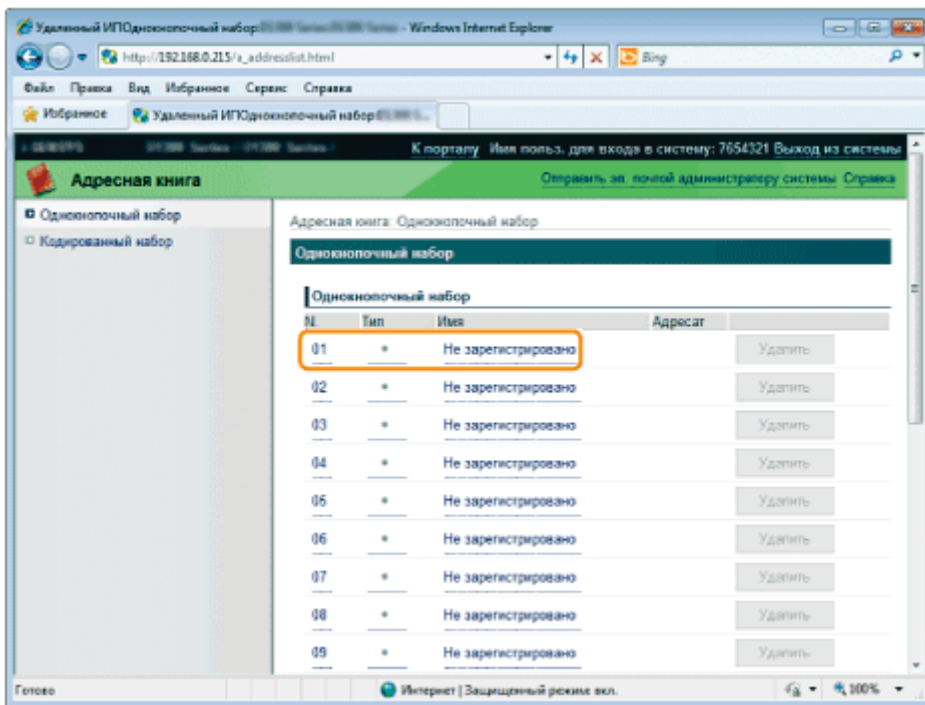 Удаленный ИПОднокнопочный набор: - Windows Internet Explorer
http://192.168.0.215/a_addresslist.html
Bing
Файл Правка Вид Избранное Сервис Справка
Избранное
Удаленный ИПОднокнопочный набор:
К порталу Имя польз. для входа в систему: 7654321 Выход из системы
Адресная книга
Отправить эл. почтой администратору системы Справка
Однокнопочный набор
Кодированный набор
Адресная книга: Однокнопочный набор
Однокнопочный набор
Однокнопочный набор
N. Тип Имя Адресат
01 Не зарегистрировано Удалить
02 Не зарегистрировано Удалить
03 Не зарегистрировано Удалить
04 Не зарегистрировано Удалить
05 Не зарегистрировано Удалить
06 Не зарегистрировано Удалить
07 Не зарегистрировано Удалить
08 Не зарегистрировано Удалить
09 Не зарегистрировано Удалить
Готово
Интернет | Защищенный режим: вкл.
100%